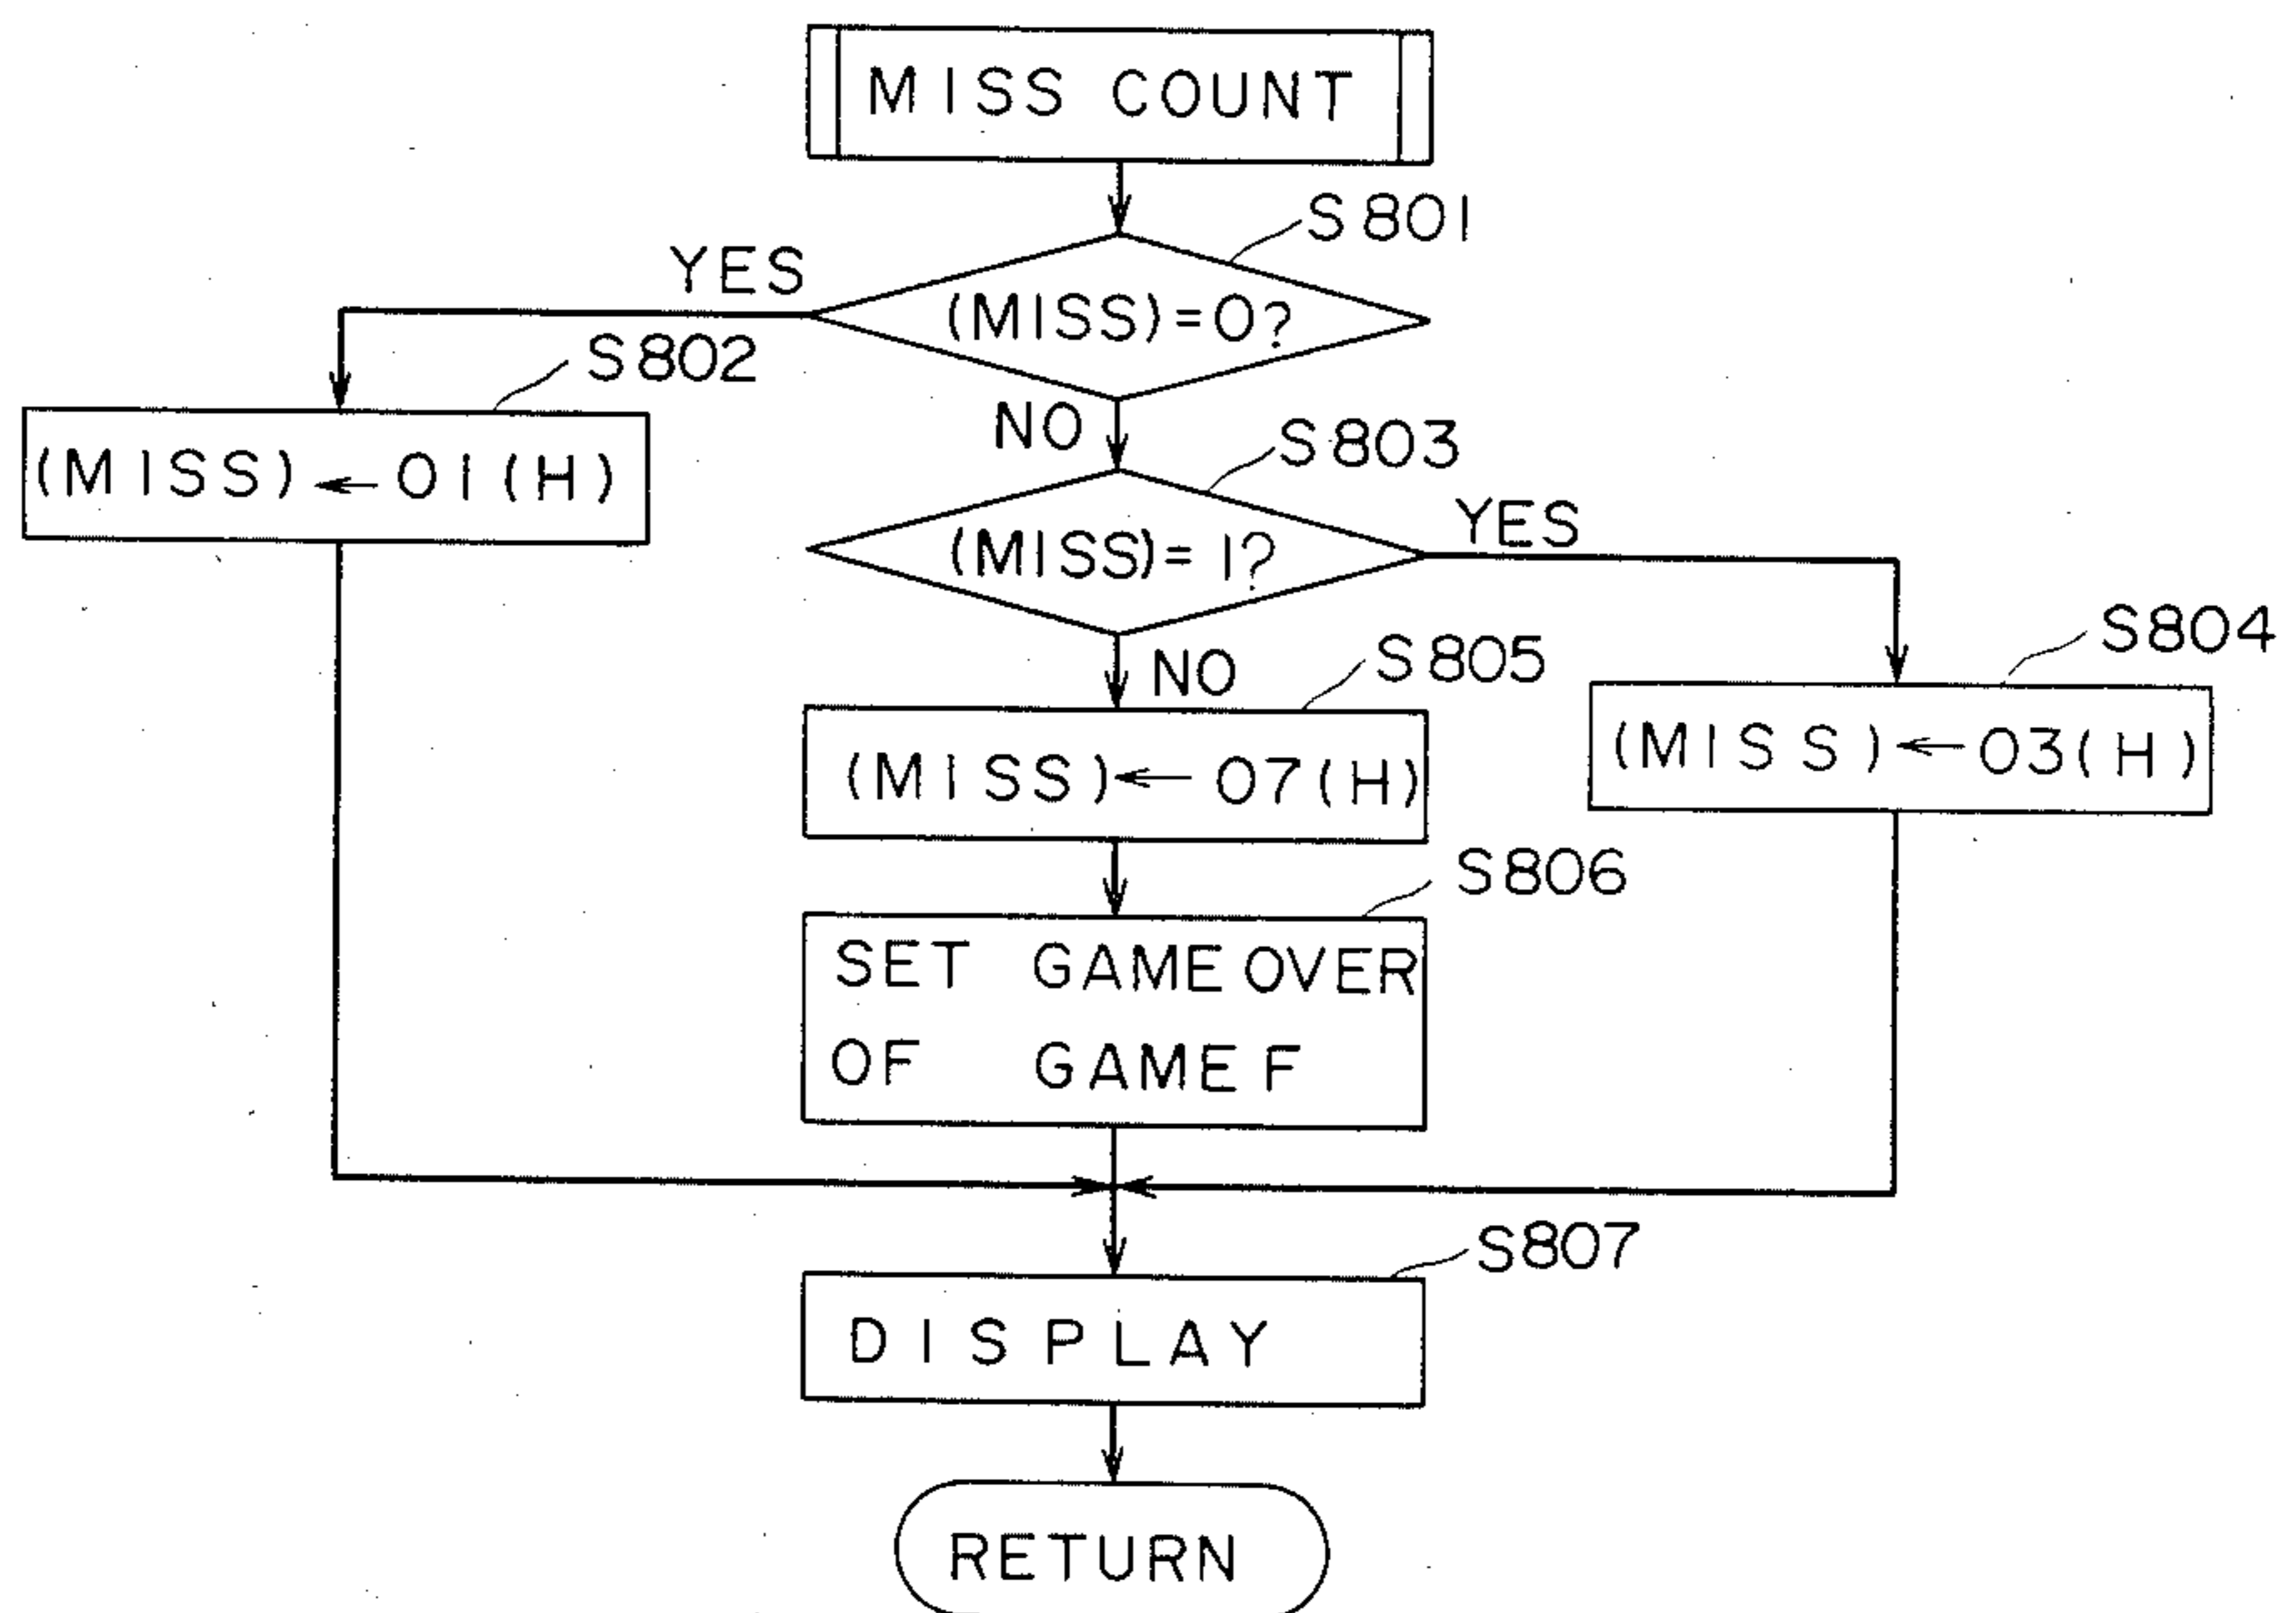 MISS COUNT
S801
YES
(MISS)=0?
S802
NO
S803
(MISS)←01(H)
YES
(MISS)=1?
S804
NO
S805
(MISS)←03(H)
(MISS)←07(H)
S806
SET GAME OVER
OF GAME F
S807
DISPLAY
RETURN